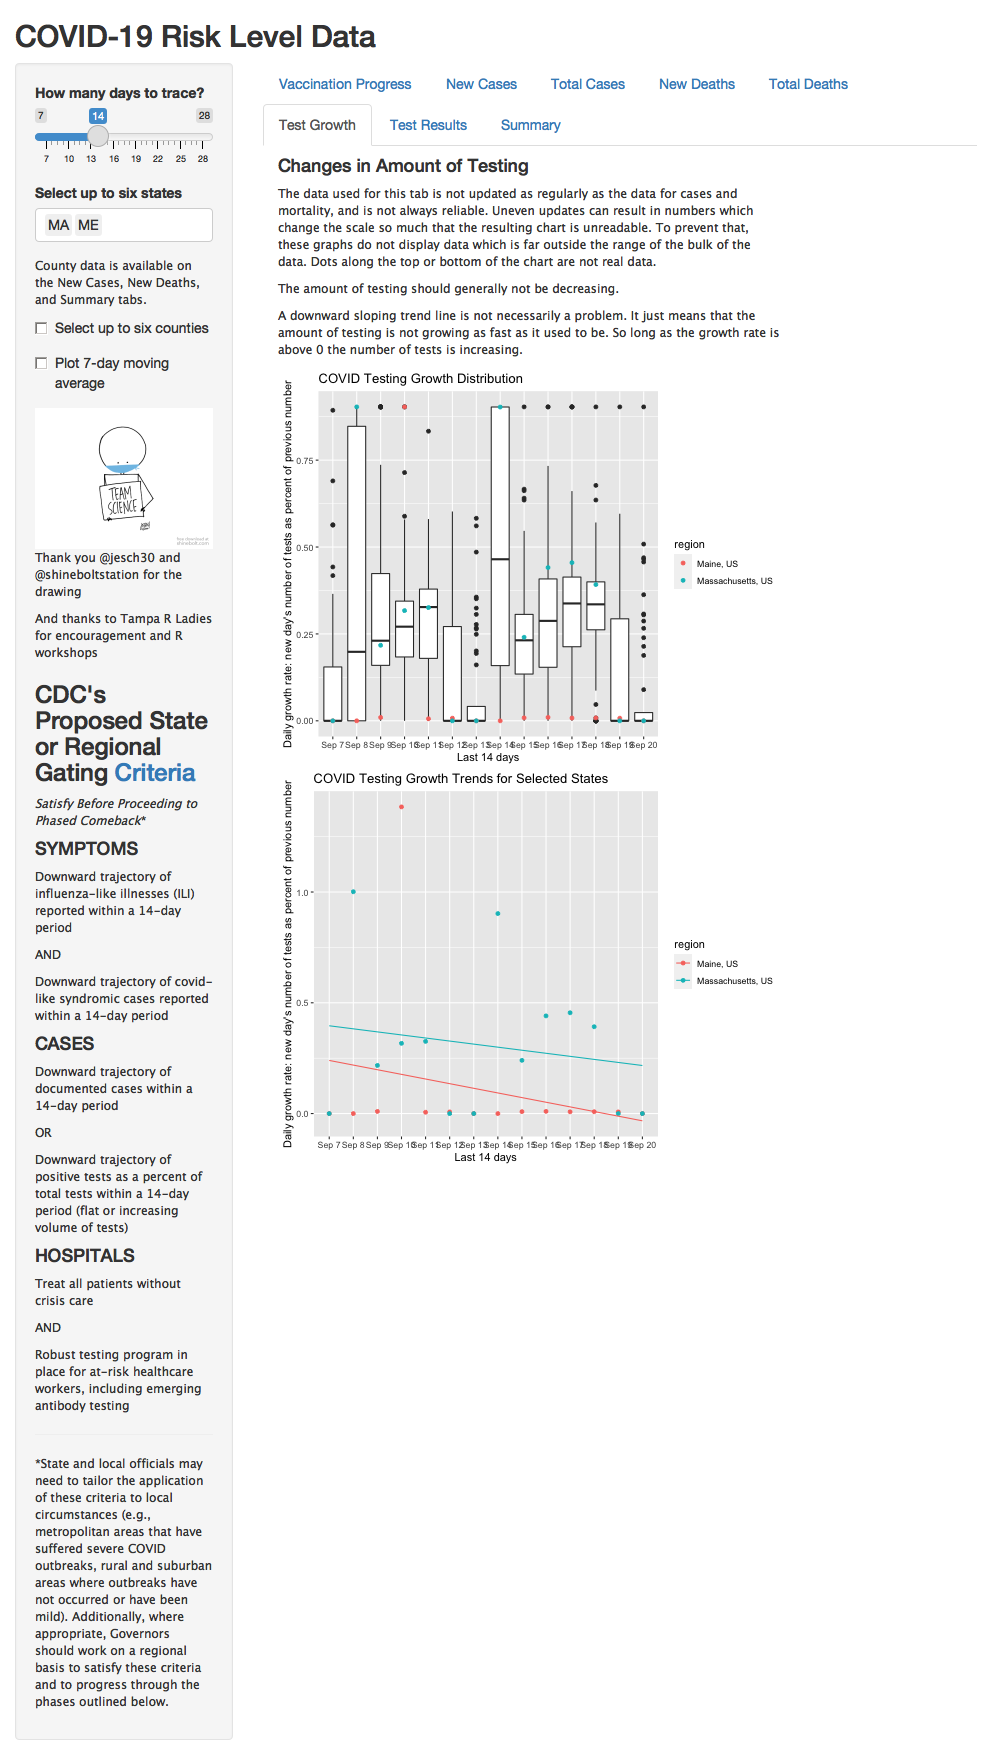 COVID-19 Risk Level Data
How many days to trace?
7 14 28
7 10 13 16 19 22 25 28
Select up to six states
MA ME
County data is available on
the New Cases, New Deaths,
and Summary tabs.
Select up to six counties
Plot 7-day moving
average
TEAM
SCIENCE
Thank you @jesch30 and
@shineboltstation for the
drawing
And thanks to Tampa R Ladies
for encouragement and R
workshops
CDC's
Proposed State
or Regional
Gating Criteria
Satisfy Before Proceeding to
Phased Comeback*
SYMPTOMS
Downward trajectory of
influenza-like illnesses (ILI)
reported within a 14-day
period
AND
Downward trajectory of covid-
like syndromic cases reported
within a 14-day period
CASES
Downward trajectory of
documented cases within a
14-day period
OR
Downward trajectory of
positive tests as a percent of
total tests within a 14-day
period (flat or increasing
volume of tests)
HOSPITALS
Treat all patients without
crisis care
AND
Robust testing program in
place for at-risk healthcare
workers, including emerging
antibody testing
*State and local officials may
need to tailor the application
of these criteria to local
circumstances (e.g.,
metropolitan areas that have
suffered severe COVID
outbreaks, rural and suburban
areas where outbreaks have
not occurred or have been
mild). Additionally, where
appropriate, Governors
should work on a regional
basis to satisfy these criteria
and to progress through the
phases outlined below.
Vaccination Progress New Cases Total Cases New Deaths Total Deaths
Test Growth Test Results Summary
Changes in Amount of Testing
The data used for this tab is not updated as regularly as the data for cases and
mortality, and is not always reliable. Uneven updates can result in numbers which
change the scale so much that the resulting chart is unreadable. To prevent that,
these graphs do not display data which is far outside the range of the bulk of the
data. Dots along the top or bottom of the chart are not real data.
The amount of testing should generally not be decreasing.
A downward sloping trend line is not necessarily a problem. It just means that the
amount of testing is not growing as fast as it used to be. So long as the growth rate is
above 0 the number of tests is increasing.
COVID Testing Growth Distribution
Daily growth rate: new day's number of tests as percent of previous number
0.75
0.50
0.25
0.00
Sep 7 Sep 8 Sep 9 Sep 10 Sep 11 Sep 12 Sep 13 Sep 14 Sep 15 Sep 16 Sep 17 Sep 18 Sep 19 Sep 20
Last 14 days
region
Maine, US
Massachusetts, US
COVID Testing Growth Trends for Selected States
Daily growth rate: new day's number of tests as percent of previous number
1.0
0.5
0.0
Sep 7 Sep 8 Sep 9 Sep 10 Sep 11 Sep 12 Sep 13 Sep 14 Sep 15 Sep 16 Sep 17 Sep 18 Sep 19 Sep 20
Last 14 days
region
Maine, US
Massachusetts, US